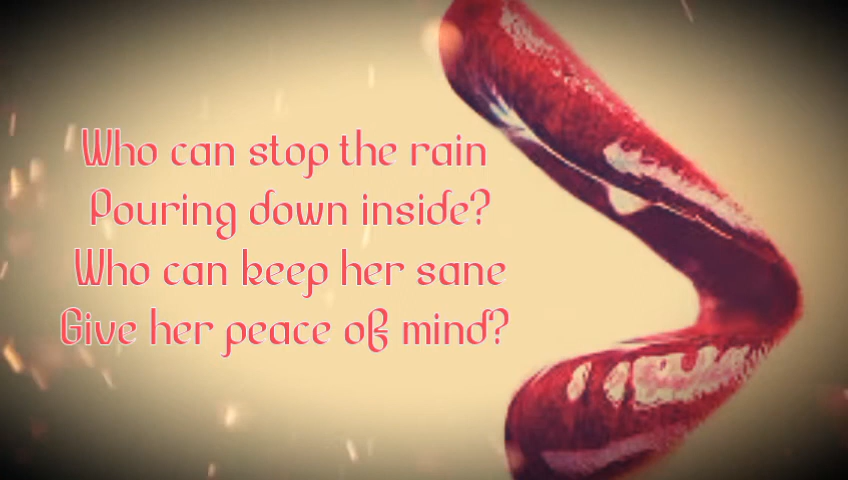 Who can stop the rain
Pouring down inside?
Who can keep her sane
Give her peace of mind?